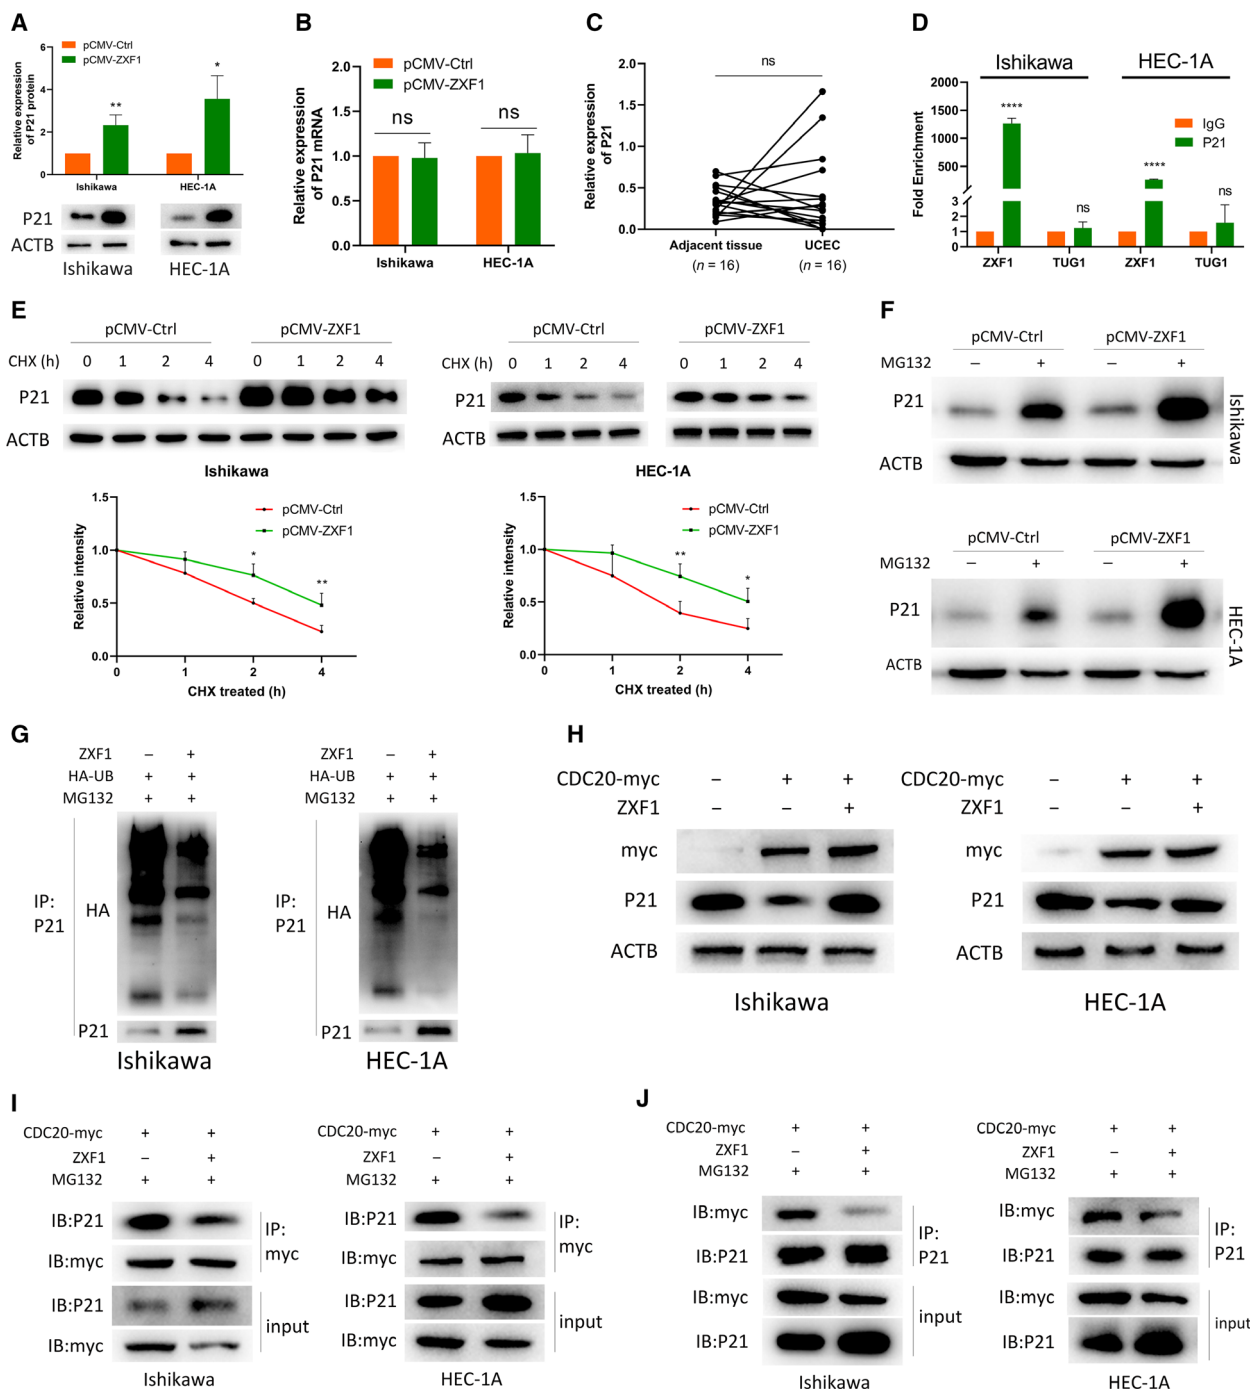 A
pCMV-Ctrl
pCMV-ZXF1
Relative expression
of P21 protein
6
4
2
0
**
*
Ishikawa
HEC-1A
P21
ACTB
Ishikawa
HEC-1A
B
pCMV-Ctrl
pCMV-ZXF1
Relative expression
of P21 mRNA
2.0
1.5
1.0
0.5
0.0
ns
ns
Ishikawa
HEC-1A
C
ns
Relative expression
of P21
2.0
1.5
1.0
0.5
0.0
Adjacent tissue
UCEC
(n = 16)
(n = 16)
D
Ishikawa
HEC-1A
Fold Enrichment
2000
1500
1000
500
3
2
1
0
IgG
P21
****
ns
****
ns
ZXF1
TUG1
ZXF1
TUG1
E
pCMV-Ctrl
pCMV-ZXF1
CHX (h)
0 1 2 4 0 1 2 4
P21
ACTB
Ishikawa
pCMV-Ctrl
pCMV-ZXF1
CHX (h)
0 1 2 4 0 1 2 4
P21
ACTB
HEC-1A
Relative intensity
1.5
1.0
0.5
0.0
pCMV-Ctrl
pCMV-ZXF1
*
**
0 1 2 4
CHX treated (h)
Relative intensity
1.5
1.0
0.5
0.0
pCMV-Ctrl
pCMV-ZXF1
**
*
0 1 2 4
CHX treated (h)
F
pCMV-Ctrl
pCMV-ZXF1
MG132 – + – +
P21
ACTB
Ishikawa
pCMV-Ctrl
pCMV-ZXF1
MG132 – + – +
P21
ACTB
HEC-1A
G
ZXF1 – +
HA-UB + +
MG132 + +
IP:
P21
HA
P21
Ishikawa
ZXF1 – +
HA-UB + +
MG132 + +
IP:
P21
HA
P21
HEC-1A
H
CDC20-myc – + +
ZXF1 – – +
myc
P21
ACTB
Ishikawa
CDC20-myc – + +
ZXF1 – – +
myc
P21
ACTB
HEC-1A
I
CDC20-myc + +
ZXF1 – +
MG132 + +
IB:P21
IB:myc
IP:
myc
IB:P21
IB:myc
input
Ishikawa
CDC20-myc + +
ZXF1 – +
MG132 + +
IB:P21
IB:myc
IP:
myc
IB:P21
IB:myc
input
HEC-1A
J
CDC20-myc + +
ZXF1 – +
MG132 + +
IB:myc
IB:P21
IP:
P21
IB:myc
IB:P21
input
Ishikawa
CDC20-myc + +
ZXF1 – +
MG132 + +
IB:myc
IB:P21
IP:
P21
IB:myc
IB:P21
input
HEC-1A